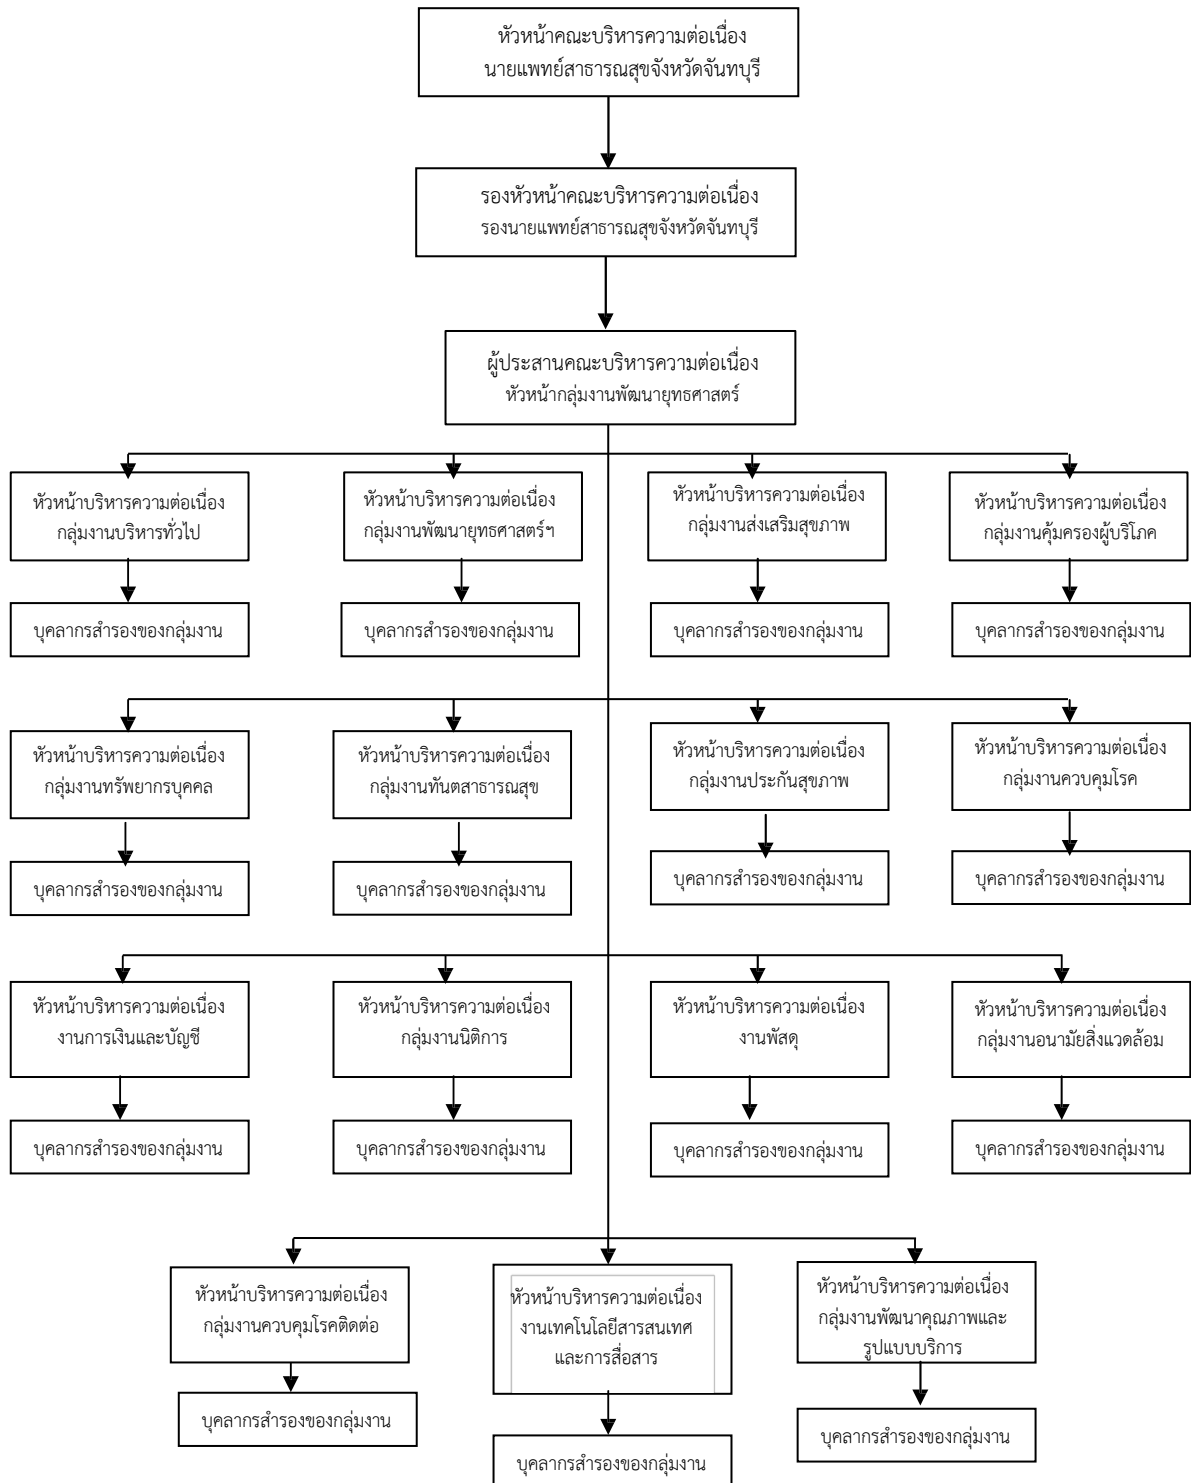 หัวหน้าคณะบริหารความต่อเนื่อง
นายแพทย์สาธารณสุขจังหวัดจันทบุรี
รองหัวหน้าคณะบริหารความต่อเนื่อง
รองนายแพทย์สาธารณสุขจังหวัดจันทบุรี
ผู้ประสานคณะบริหารความต่อเนื่อง
หัวหน้ากลุ่มงานพัฒนายุทธศาสตร์
หัวหน้าบริหารความต่อเนื่อง
กลุ่มงานบริหารทั่วไป
หัวหน้าบริหารความต่อเนื่อง
กลุ่มงานพัฒนายุทธศาสตร์ฯ
หัวหน้าบริหารความต่อเนื่อง
กลุ่มงานส่งเสริมสุขภาพ
หัวหน้าบริหารความต่อเนื่อง
กลุ่มงานคุ้มครองผู้บริโภค
บุคลากรสำรองของกลุ่มงาน
บุคลากรสำรองของกลุ่มงาน
บุคลากรสำรองของกลุ่มงาน
บุคลากรสำรองของกลุ่มงาน
หัวหน้าบริหารความต่อเนื่อง
กลุ่มงานทรัพยากรบุคคล
หัวหน้าบริหารความต่อเนื่อง
กลุ่มงานทันตสาธารณสุข
หัวหน้าบริหารความต่อเนื่อง
กลุ่มงานประกันสุขภาพ
หัวหน้าบริหารความต่อเนื่อง
กลุ่มงานควบคุมโรค
บุคลากรสำรองของกลุ่มงาน
บุคลากรสำรองของกลุ่มงาน
บุคลากรสำรองของกลุ่มงาน
บุคลากรสำรองของกลุ่มงาน
หัวหน้าบริหารความต่อเนื่อง
งานการเงินและบัญชี
หัวหน้าบริหารความต่อเนื่อง
กลุ่มงานนิติการ
หัวหน้าบริหารความต่อเนื่อง
งานพัสดุ
หัวหน้าบริหารความต่อเนื่อง
กลุ่มงานอนามัยสิ่งแวดล้อม
บุคลากรสำรองของกลุ่มงาน
บุคลากรสำรองของกลุ่มงาน
บุคลากรสำรองของกลุ่มงาน
บุคลากรสำรองของกลุ่มงาน
หัวหน้าบริหารความต่อเนื่อง
กลุ่มงานควบคุมโรคติดต่อ
หัวหน้าบริหารความต่อเนื่อง
งานเทคโนโลยีสารสนเทศ
และการสื่อสาร
หัวหน้าบริหารความต่อเนื่อง
กลุ่มงานพัฒนาคุณภาพและ
รูปแบบบริการ
บุคลากรสำรองของกลุ่มงาน
บุคลากรสำรองของกลุ่มงาน
บุคลากรสำรองของกลุ่มงาน